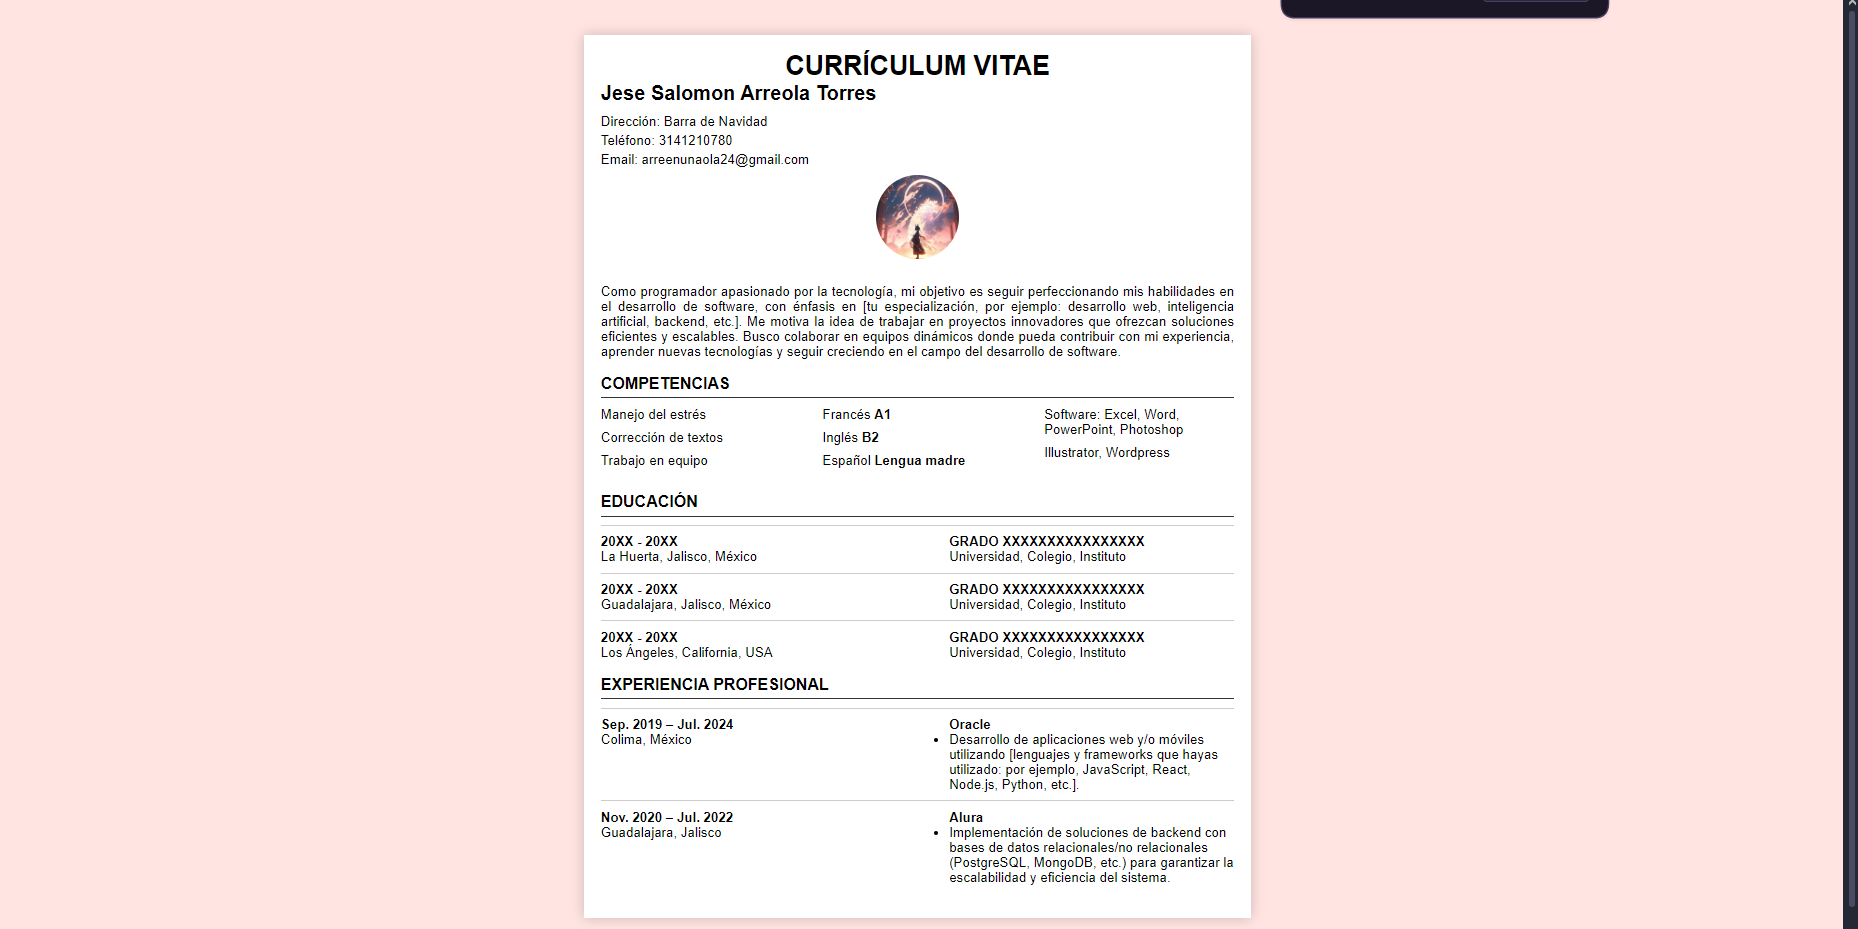 CURRÍCULUM VITAE
Jese Salomon Arreola Torres
Dirección: Barra de Navidad
Teléfono: 3141210780
Email: arreenunaola24@gmail.com
Como programador apasionado por la tecnología, mi objetivo es seguir perfeccionando mis habilidades en
el desarrollo de software, con énfasis en [tu especialización, por ejemplo: desarrollo web, inteligencia
artificial, backend, etc.]. Me motiva la idea de trabajar en proyectos innovadores que ofrezcan soluciones
eficientes y escalables. Busco colaborar en equipos dinámicos donde pueda contribuir con mi experiencia,
aprender nuevas tecnologías y seguir creciendo en el campo del desarrollo de software.
COMPETENCIAS
Manejo del estrés
Corrección de textos
Trabajo en equipo
Francés A1
Inglés B2
Español Lengua madre
Software: Excel, Word,
PowerPoint, Photoshop
Illustrator, Wordpress
EDUCACIÓN
20XX - 20XX
La Huerta, Jalisco, México
GRADO XXXXXXXXXXXXXXXX
Universidad, Colegio, Instituto
20XX - 20XX
Guadalajara, Jalisco, México
GRADO XXXXXXXXXXXXXXXX
Universidad, Colegio, Instituto
20XX - 20XX
Los Ángeles, California, USA
GRADO XXXXXXXXXXXXXXXX
Universidad, Colegio, Instituto
EXPERIENCIA PROFESIONAL
Sep. 2019 – Jul. 2024
Colima, México
Oracle
• Desarrollo de aplicaciones web y/o móviles
utilizando [lenguajes y frameworks que hayas
utilizado: por ejemplo, JavaScript, React,
Node.js, Python, etc.].
Nov. 2020 – Jul. 2022
Guadalajara, Jalisco
Alura
• Implementación de soluciones de backend con
bases de datos relacionales/no relacionales
(PostgreSQL, MongoDB, etc.) para garantizar la
escalabilidad y eficiencia del sistema.